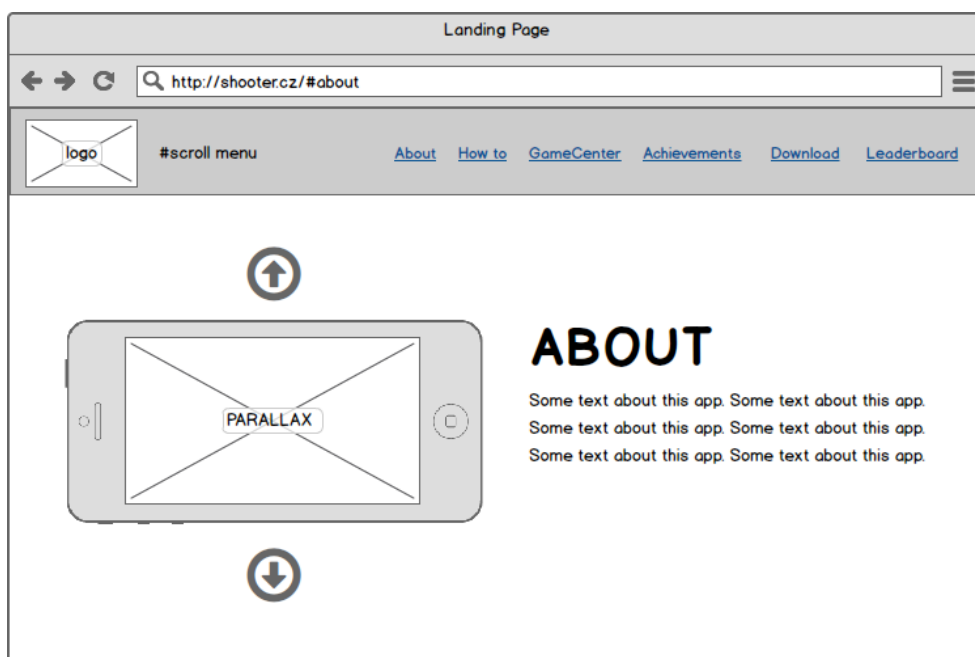 Landing Page
http://shooter.cz/#about
logo
#scroll menu
About How to GameCenter Achievements Download Leaderboard
PARALLAX
ABOUT
Some text about this app. Some text about this app.
Some text about this app. Some text about this app.
Some text about this app. Some text about this app.